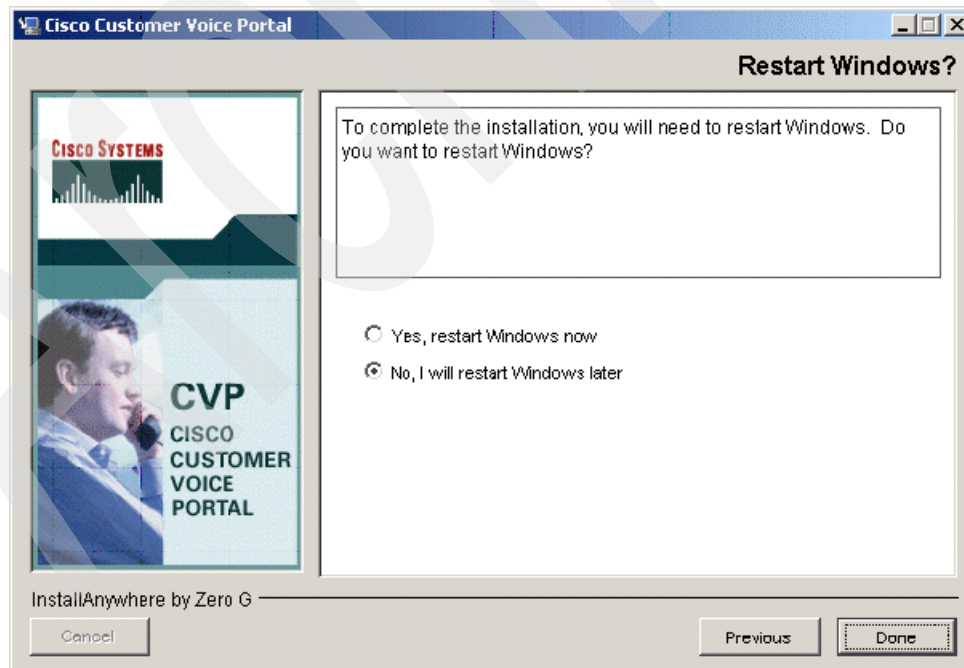 Cisco Customer Voice Portal
Restart Windows?
CISCO SYSTEMS
To complete the installation, you will need to restart Windows. Do
you want to restart Windows?
Yes, restart Windows now
No, I will restart Windows later
CVP
CISCO
CUSTOMER
VOICE
PORTAL
InstallAnywhere by Zero G
Cancel
Previous
Done